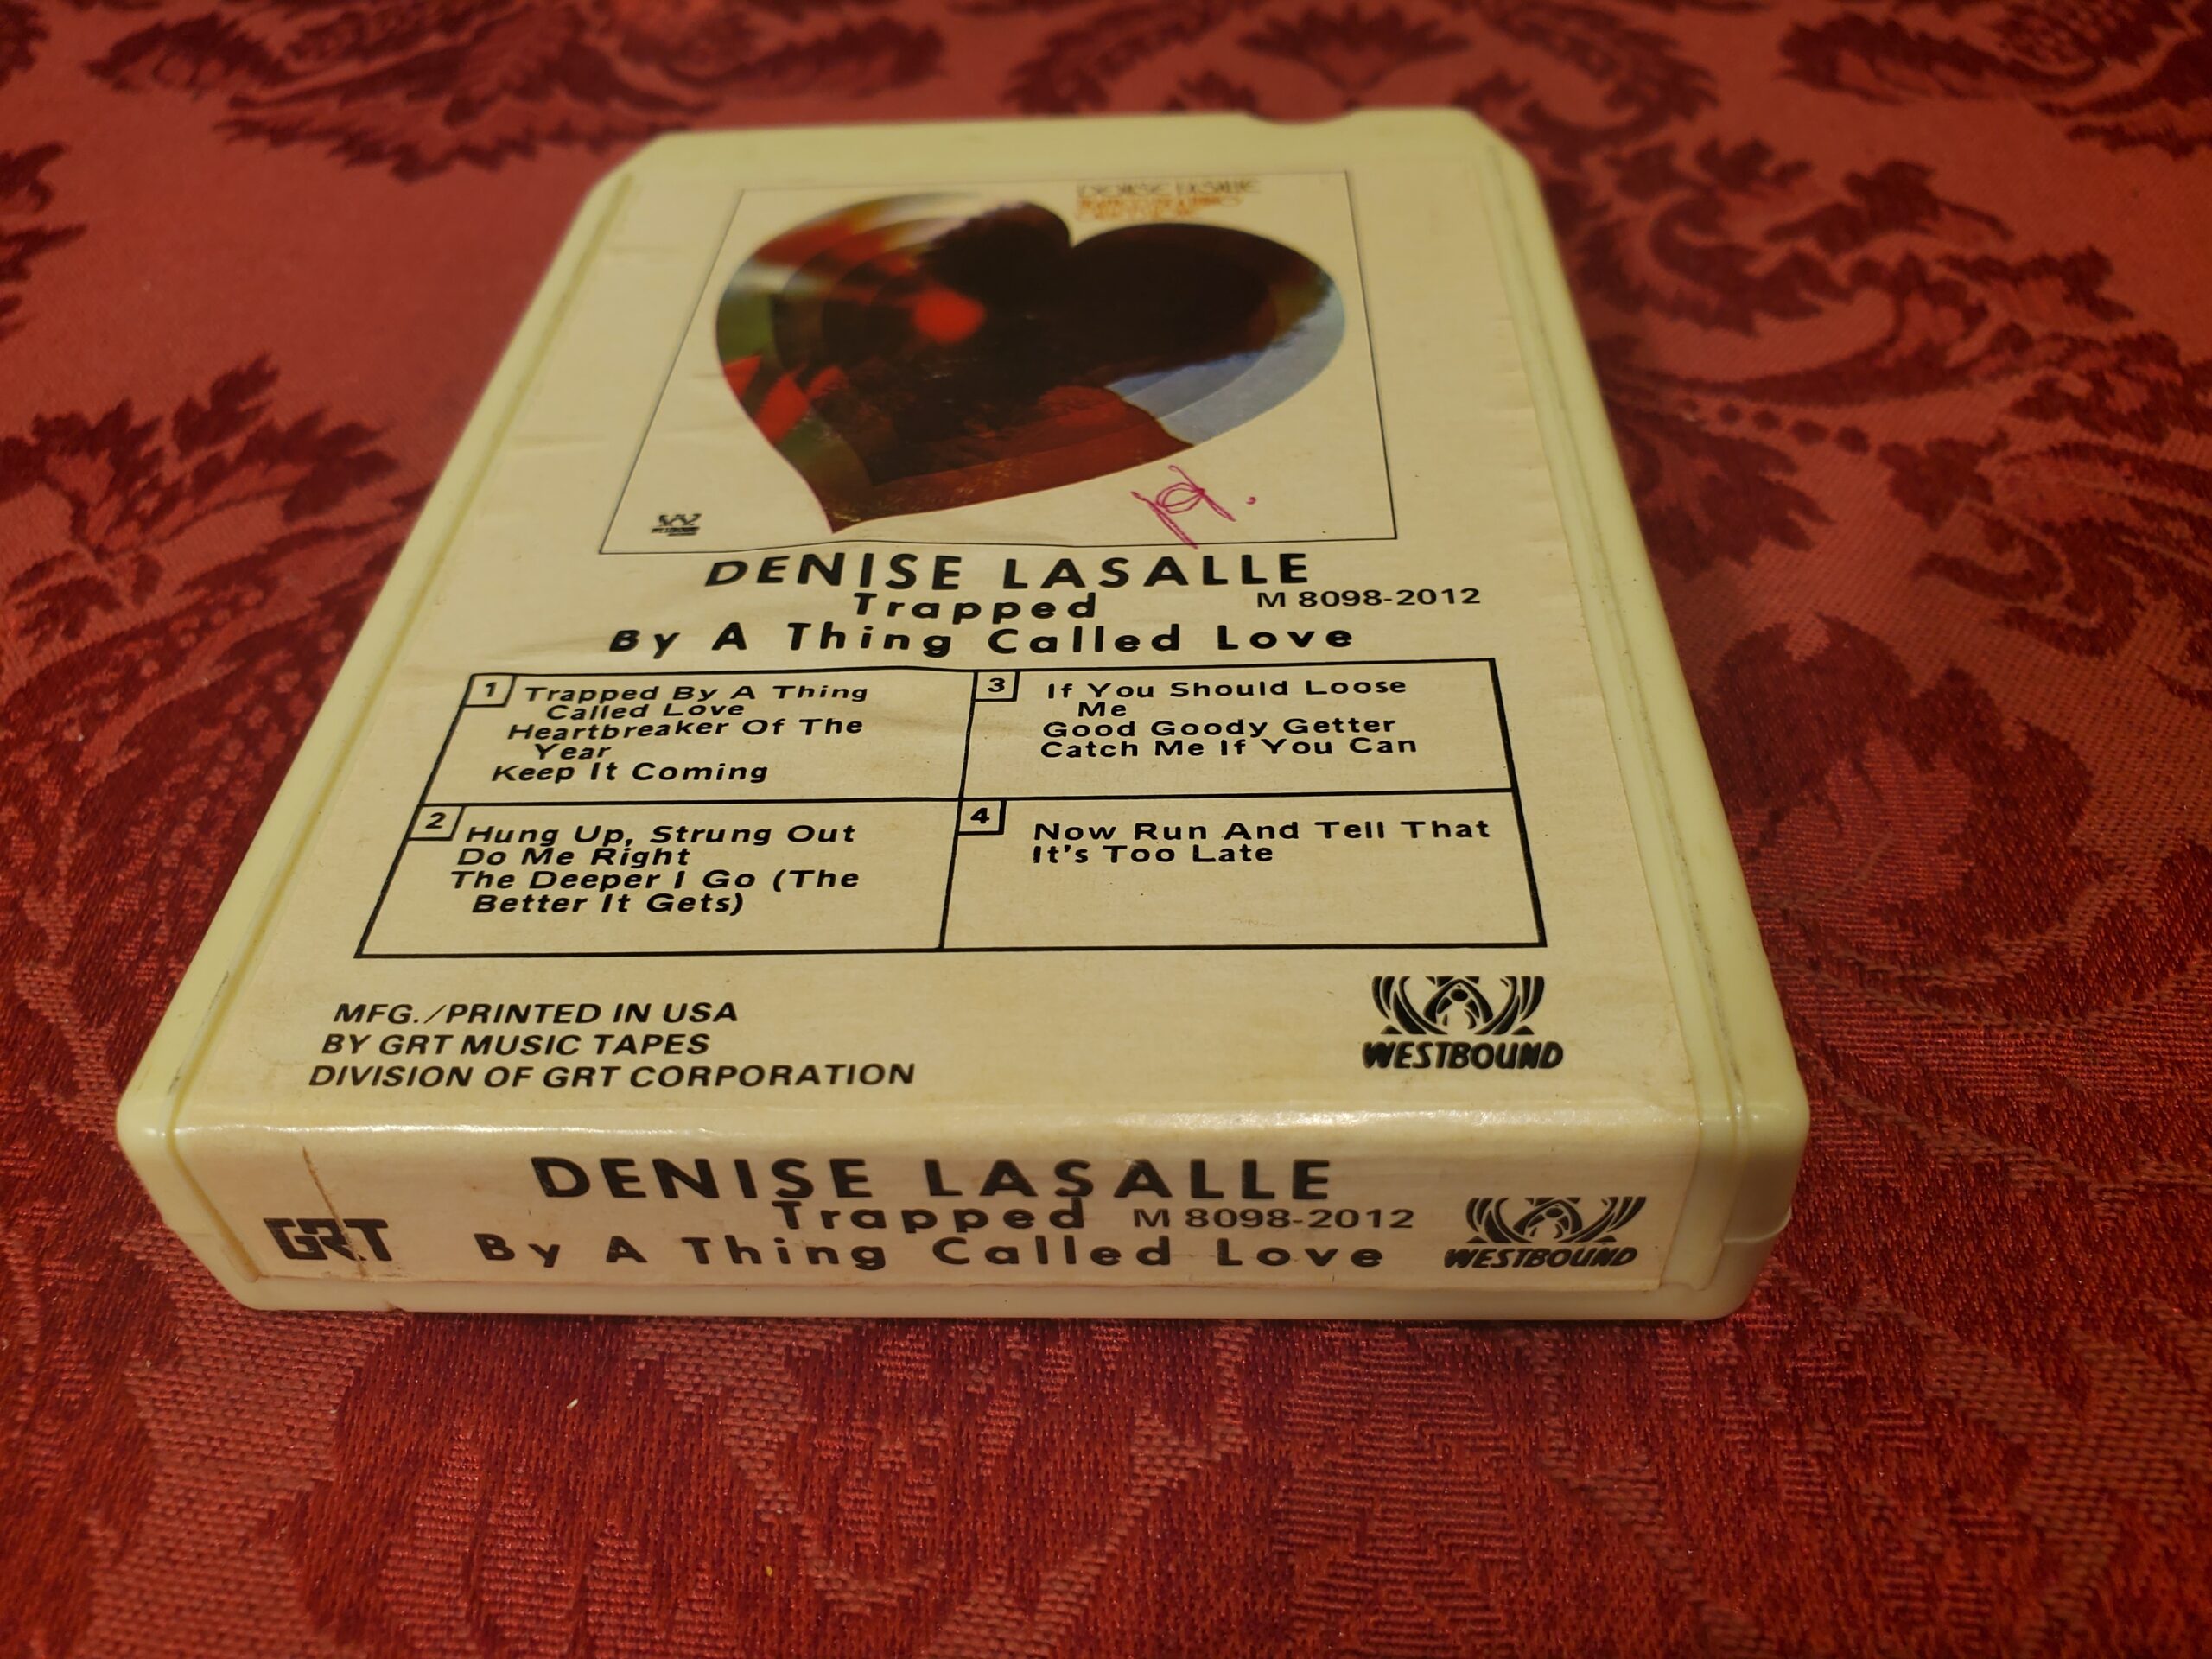 DENISE LASALLE
WESTBOUND
DENISE LASALLE
Trapped
M 8098-2012
By A Thing Called Love
1 Trapped By A Thing
Called Love
Heartbreaker Of The
Year
Keep It Coming
2 Hung Up, Strung Out
Do Me Right
The Deeper I Go (The
Better It Gets)
3 If You Should Loose
Me
Good Goody Getter
Catch Me If You Can
4 Now Run And Tell That
It's Too Late
MFG./PRINTED IN USA
BY GRT MUSIC TAPES
DIVISION OF GRT CORPORATION
WESTBOUND
GRT
DENISE LASALLE
Trapped M 8098-2012
By A Thing Called Love
WESTBOUND